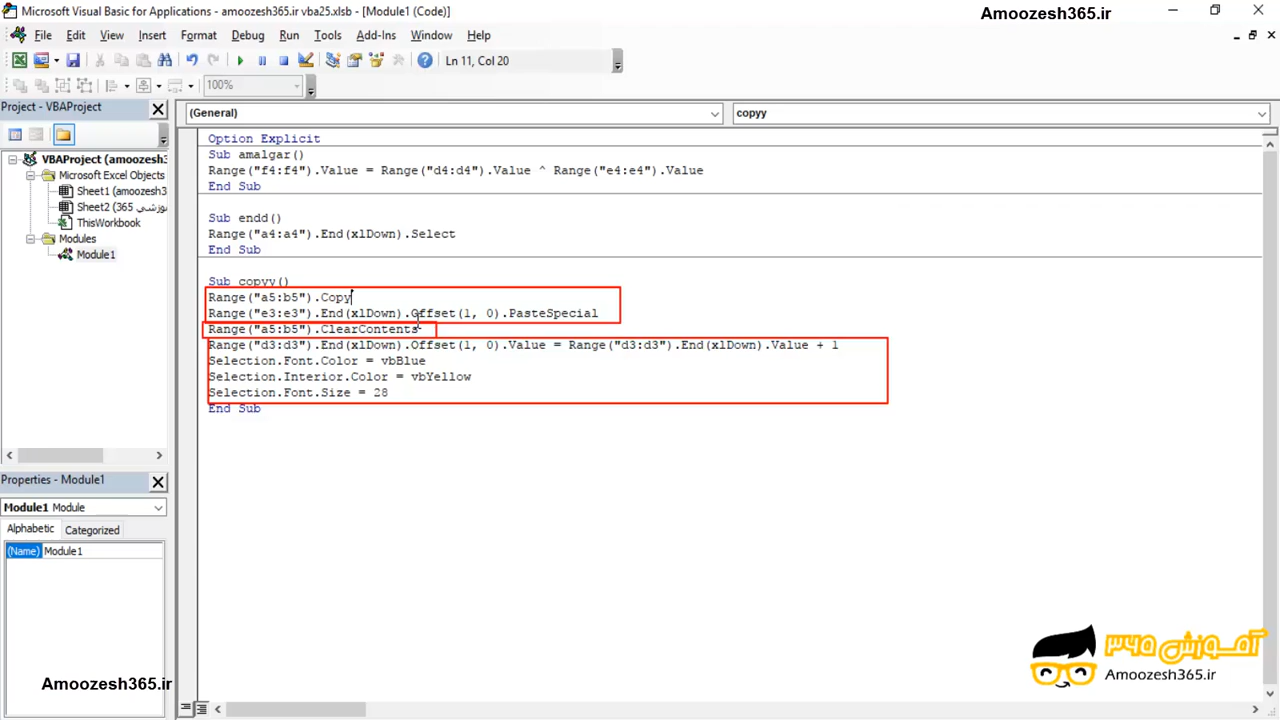 Microsoft Visual Basic for Applications - amoozesh365.ir vba25.xlsb - [Module1 (Code)]
Amoozesh365.ir
File Edit View Insert Format Debug Run Tools Add-Ins Window Help
Ln 11, Col 20
100%
Project - VBAProject
(General)
copyy
VBAProject (amoozesh3
Microsoft Excel Objects
Sheet1 (amoozesh3
Sheet2 (365 آموزشی
ThisWorkbook
Modules
Module1
Option Explicit
Sub amalgar()
Range("f4:f4").Value = Range("d4:d4").Value ^ Range("e4:e4").Value
End Sub
Sub endd()
Range("a4:a4").End(xlDown).Select
End Sub
Sub copyy()
Range("a5:b5").Copy
Range("e3:e3").End(xlDown).Offset(1, 0).PasteSpecial
Range("a5:b5").ClearContents
Range("d3:d3").End(xlDown).Offset(1, 0).Value = Range("d3:d3").End(xlDown).Value + 1
Selection.Font.Color = vbBlue
Selection.Interior.Color = vbYellow
Selection.Font.Size = 28
End Sub
Properties - Module1
Module1 Module
Alphabetic Categorized
(Name) Module1
Amoozesh365.ir
آموزش ۳۶۵
Amoozesh365.ir